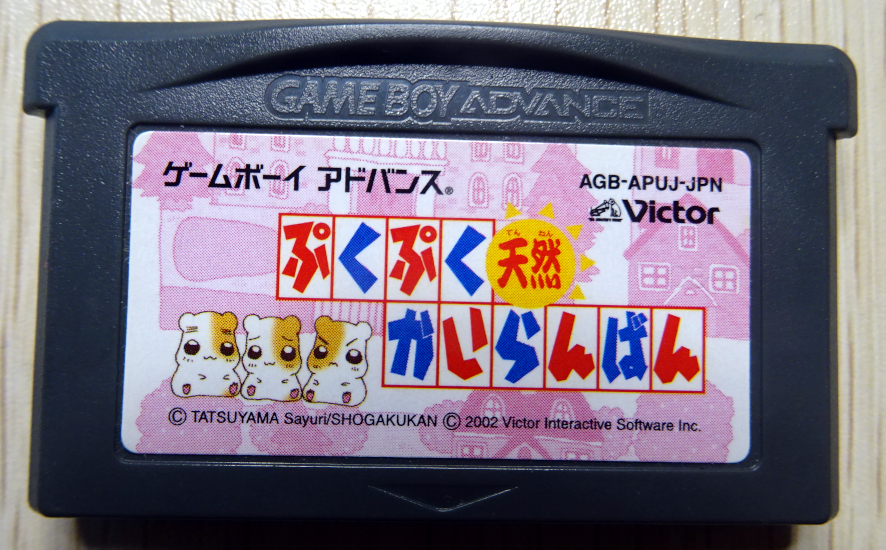 GAME BOY ADVANCE
ゲームボーイ アドバンス®
AGB-APUJ-JPN
Victor
ぷくぷく天然
てんねん
かいらんばん
© TATSUYAMA Sayuri/SHOGAKUKAN © 2002 Victor Interactive Software Inc.